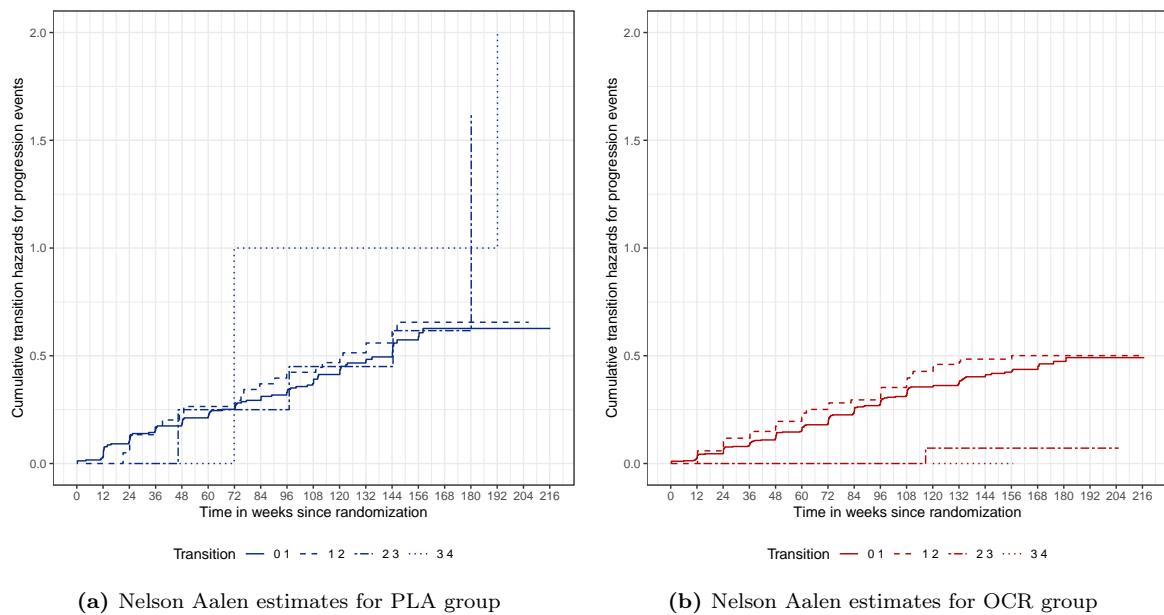 Cumulative transition hazards for progression events
2.0
1.5
1.0
0.5
0.0
0 12 24 36 48 60 72 84 96 108 120 132 144 156 168 180 192 204 216
Time in weeks since randomization
Transition 0 1 1 2 2 3 3 4
(a) Nelson Aalen estimates for PLA group
Cumulative transition hazards for progression events
2.0
1.5
1.0
0.5
0.0
0 12 24 36 48 60 72 84 96 108 120 132 144 156 168 180 192 204 216
Time in weeks since randomization
Transition 0 1 1 2 2 3 3 4
(b) Nelson Aalen estimates for OCR group